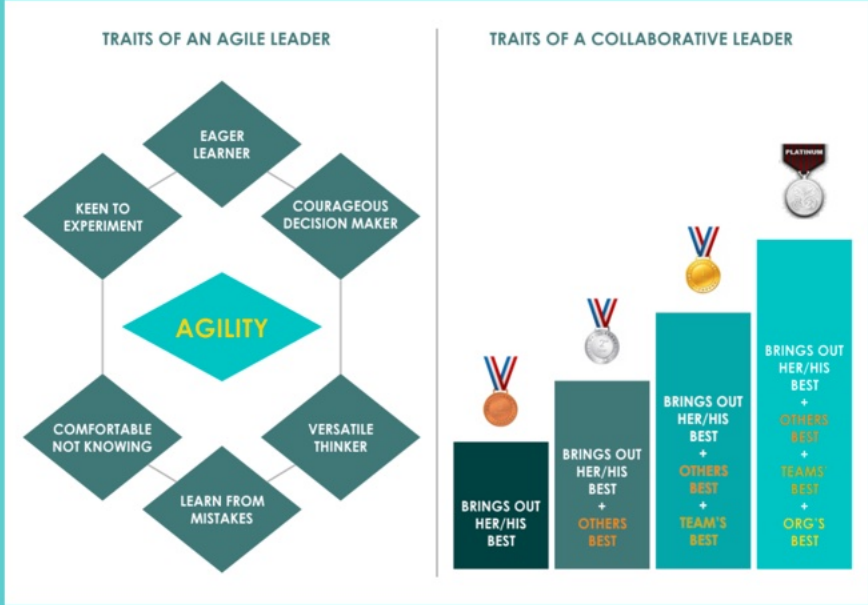 TRAITS OF AN AGILE LEADER
EAGER
LEARNER
COURAGEOUS
DECISION MAKER
VERSATILE
THINKER
LEARN FROM
MISTAKES
COMFORTABLE
NOT KNOWING
KEEN TO
EXPERIMENT
AGILITY
TRAITS OF A COLLABORATIVE LEADER
BRINGS OUT
HER/HIS
BEST
BRINGS OUT
HER/HIS
BEST
+
OTHERS
BEST
BRINGS OUT
HER/HIS
BEST
+
OTHERS
BEST
+
TEAM'S
BEST
PLATINUM
BRINGS OUT
HER/HIS
BEST
+
OTHERS
BEST
+
TEAMS'
BEST
+
ORG'S
BEST